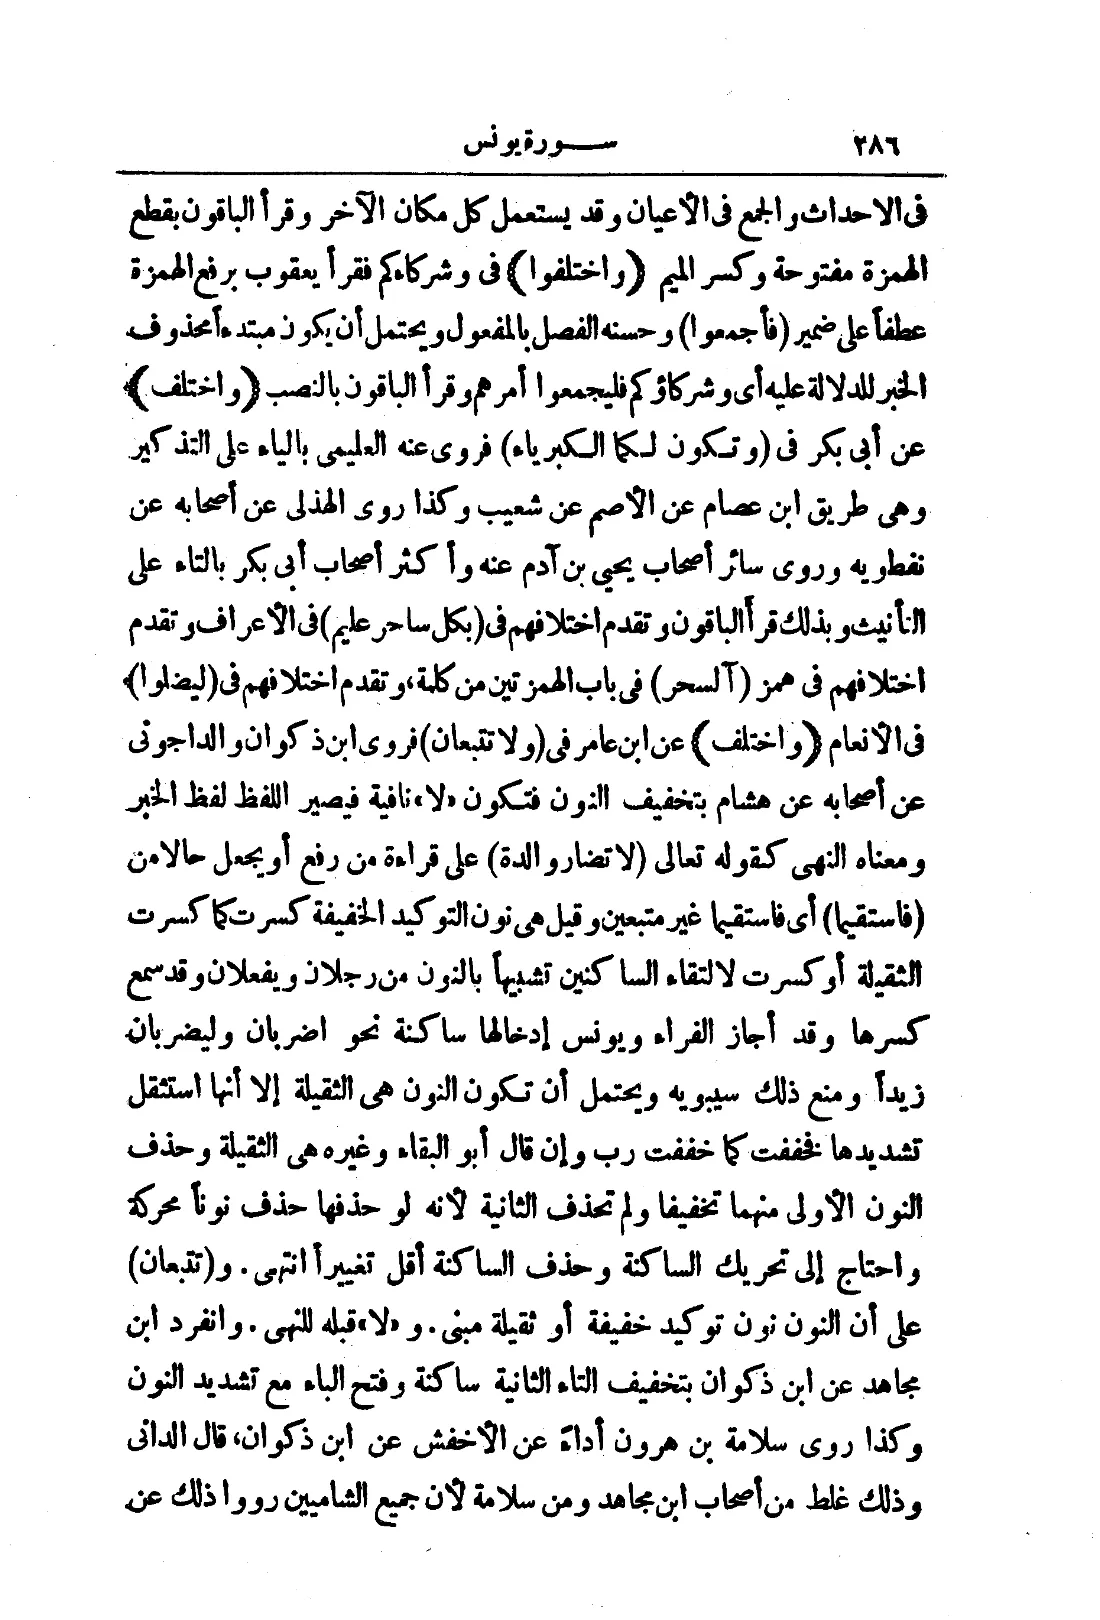 ٢٨٦ ســورة يونس
فى الاحداث والجمع فى الأعيان وقد يستعمل كل مكان الآخر وقرأ الباقون بقطع
الهمزة مفتوحة وكسر الميم (واختلفوا) فى وشركاءكم فقرأ يعقوب برفع الهمزة
عطفاً على ضمير (فأجمعوا) وحسنه الفصل بالمفعول ويحتمل أن يكون مبتدءاً محذوف
الخبر للدلالة عليه أى وشركاؤكم فليجمعوا أمرهم وقرأ الباقون بالنصب (واختلف)
عن أبى بكر فى (وتكون لكما الكبرياء) فروى عنه العليمى بالياء على التذكير
وهى طريق ابن عصام عن الأصم عن شعيب وكذا روى الهذلى عن أصحابه عن
نفطويه وروى سائر أصحاب يحيى بن آدم عنه وأكثر أصحاب أبى بكر بالتاء على
التأنيث وبذلك قرأ الباقون وتقدم اختلافهم فى (بكل ساحر عليم) فى الأعراف وتقدم
اختلافهم فى همز (آلسحر) فى باب الهمزتين من كلمة، وتقدم اختلافهم فى (ليضلوا)
فى الأنعام (واختلف) عن ابن عامر فى (ولا تتبعان) فروى ابن ذكوان والداجونى
عن أصحابه عن هشام بتخفيف النون فتكون «لا» نافية فيصير اللفظ لفظ الخبر
ومعناه النهى كقوله تعالى (لا تضار والدة) على قراءة من رفع أو يجعل حالا من
(فاستقيما) أى فاستقيما غير متبعين وقيل هى نون التوكيد الخفيفة كسرت كما كسرت
الثقيلة أو كسرت لالتقاء الساكنين تشبيهاً بالنون من رجلان ويفعلان وقد سمع
كسرها وقد أجاز الفراء ويونس إدخالها ساكنة نحو اضربان وليضربان
زيداً ومنع ذلك سيبويه ويحتمل أن تكون النون هى الثقيلة إلا أنها استثقل
تشديدها فخففت كما خففت رب وإن قال أبو البقاء وغيره هى الثقيلة وحذف
النون الأولى منهما تخفيفا ولم تحذف الثانية لأنه لو حذفها حذف نوناً محركة
واحتاج إلى تحريك الساكنة وحذف الساكنة أقل تغييراً انتهى . و(تتبعان)
على أن النون نون توكيد خفيفة أو ثقيلة مبنى . و «لا» قبله للنهى . وانفرد ابن
مجاهد عن ابن ذكوان بتخفيف التاء الثانية ساكنة وفتح الباء مع تشديد النون
وكذا روى سلامة بن هرون أداءً عن الأخفش عن ابن ذكوان، قال الدانى
وذلك غلط من أصحاب ابن مجاهد ومن سلامة لأن جميع الشاميين رووا ذلك عن